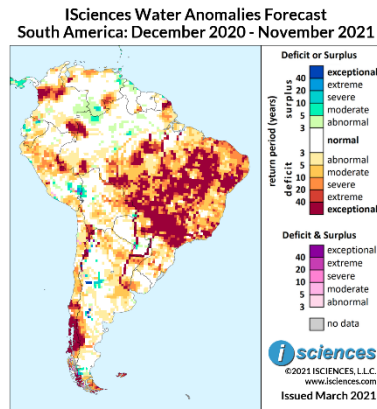 ISciences Water Anomalies Forecast
South America: December 2020 - November 2021
Deficit or Surplus
return period (years)
surplus
exceptional
40
extreme
20
severe
10
moderate
5
abnormal
3
normal
deficit
3
abnormal
5
moderate
10
severe
20
extreme
40
exceptional
Deficit & Surplus
exceptional
40
extreme
20
severe
10
moderate
5
abnormal
3
no data
i sciences
©2021 ISCIENCES, L.L.C.
www.isciences.com
Issued March 2021